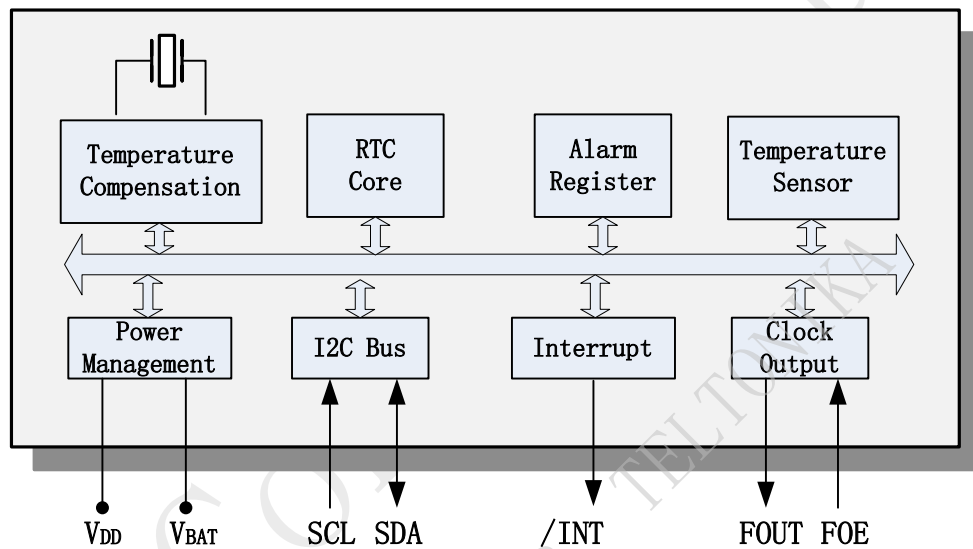 Temperature
Compensation
RTC
Core
Alarm
Register
Temperature
Sensor
Power
Management
I2C Bus
Interrupt
Clock
Output
VDD VBAT SCL SDA /INT FOUT FOE
TELTONIKA